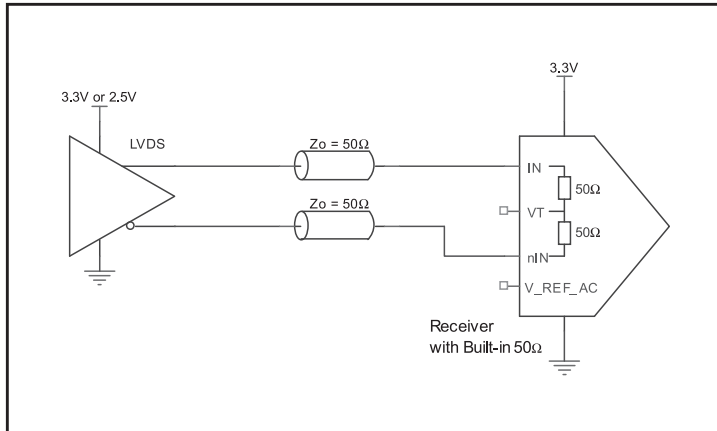 3.3V
3.3V or 2.5V
LVDS
Zo = 50Ω
IN
50Ω
Zo = 50Ω
VT
50Ω
nIN
V_REF_AC
Receiver
with Built-in 50Ω